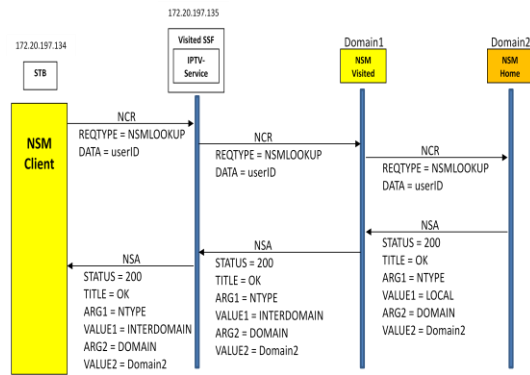 172.20.197.135
172.20.197.134
Visited SSF
IPTV-
Service
STB
Domain1
NSM
Visited
Domain2
NSM
Home
NSM
Client
NCR
REQTYPE = NSMLOOKUP
DATA = userID
NCR
REQTYPE = NSMLOOKUP
DATA = userID
NCR
REQTYPE = NSMLOOKUP
DATA = userID
NSA
STATUS = 200
TITLE = OK
ARG1 = NTYPE
VALUE1 = LOCAL
ARG2 = DOMAIN
VALUE2 = Domain2
NSA
STATUS = 200
TITLE = OK
ARG1 = NTYPE
VALUE1 = INTERDOMAIN
ARG2 = DOMAIN
VALUE2 = Domain2
NSA
STATUS = 200
TITLE = OK
ARG1 = NTYPE
VALUE1 = INTERDOMAIN
ARG2 = DOMAIN
VALUE2 = Domain2